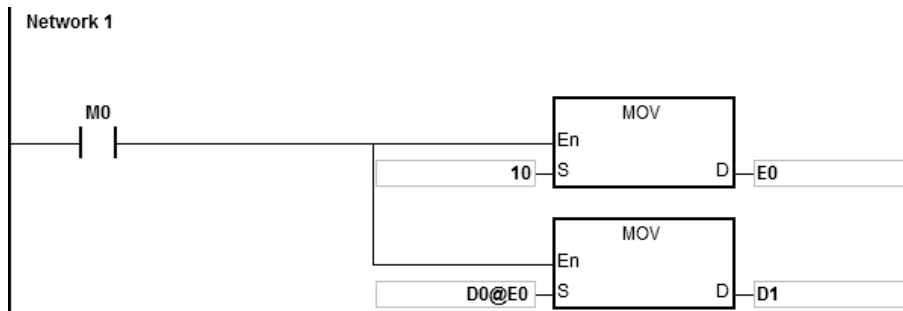 Network 1
M0
MOV
En
10 S D E0
MOV
En
D0@E0 S D D1